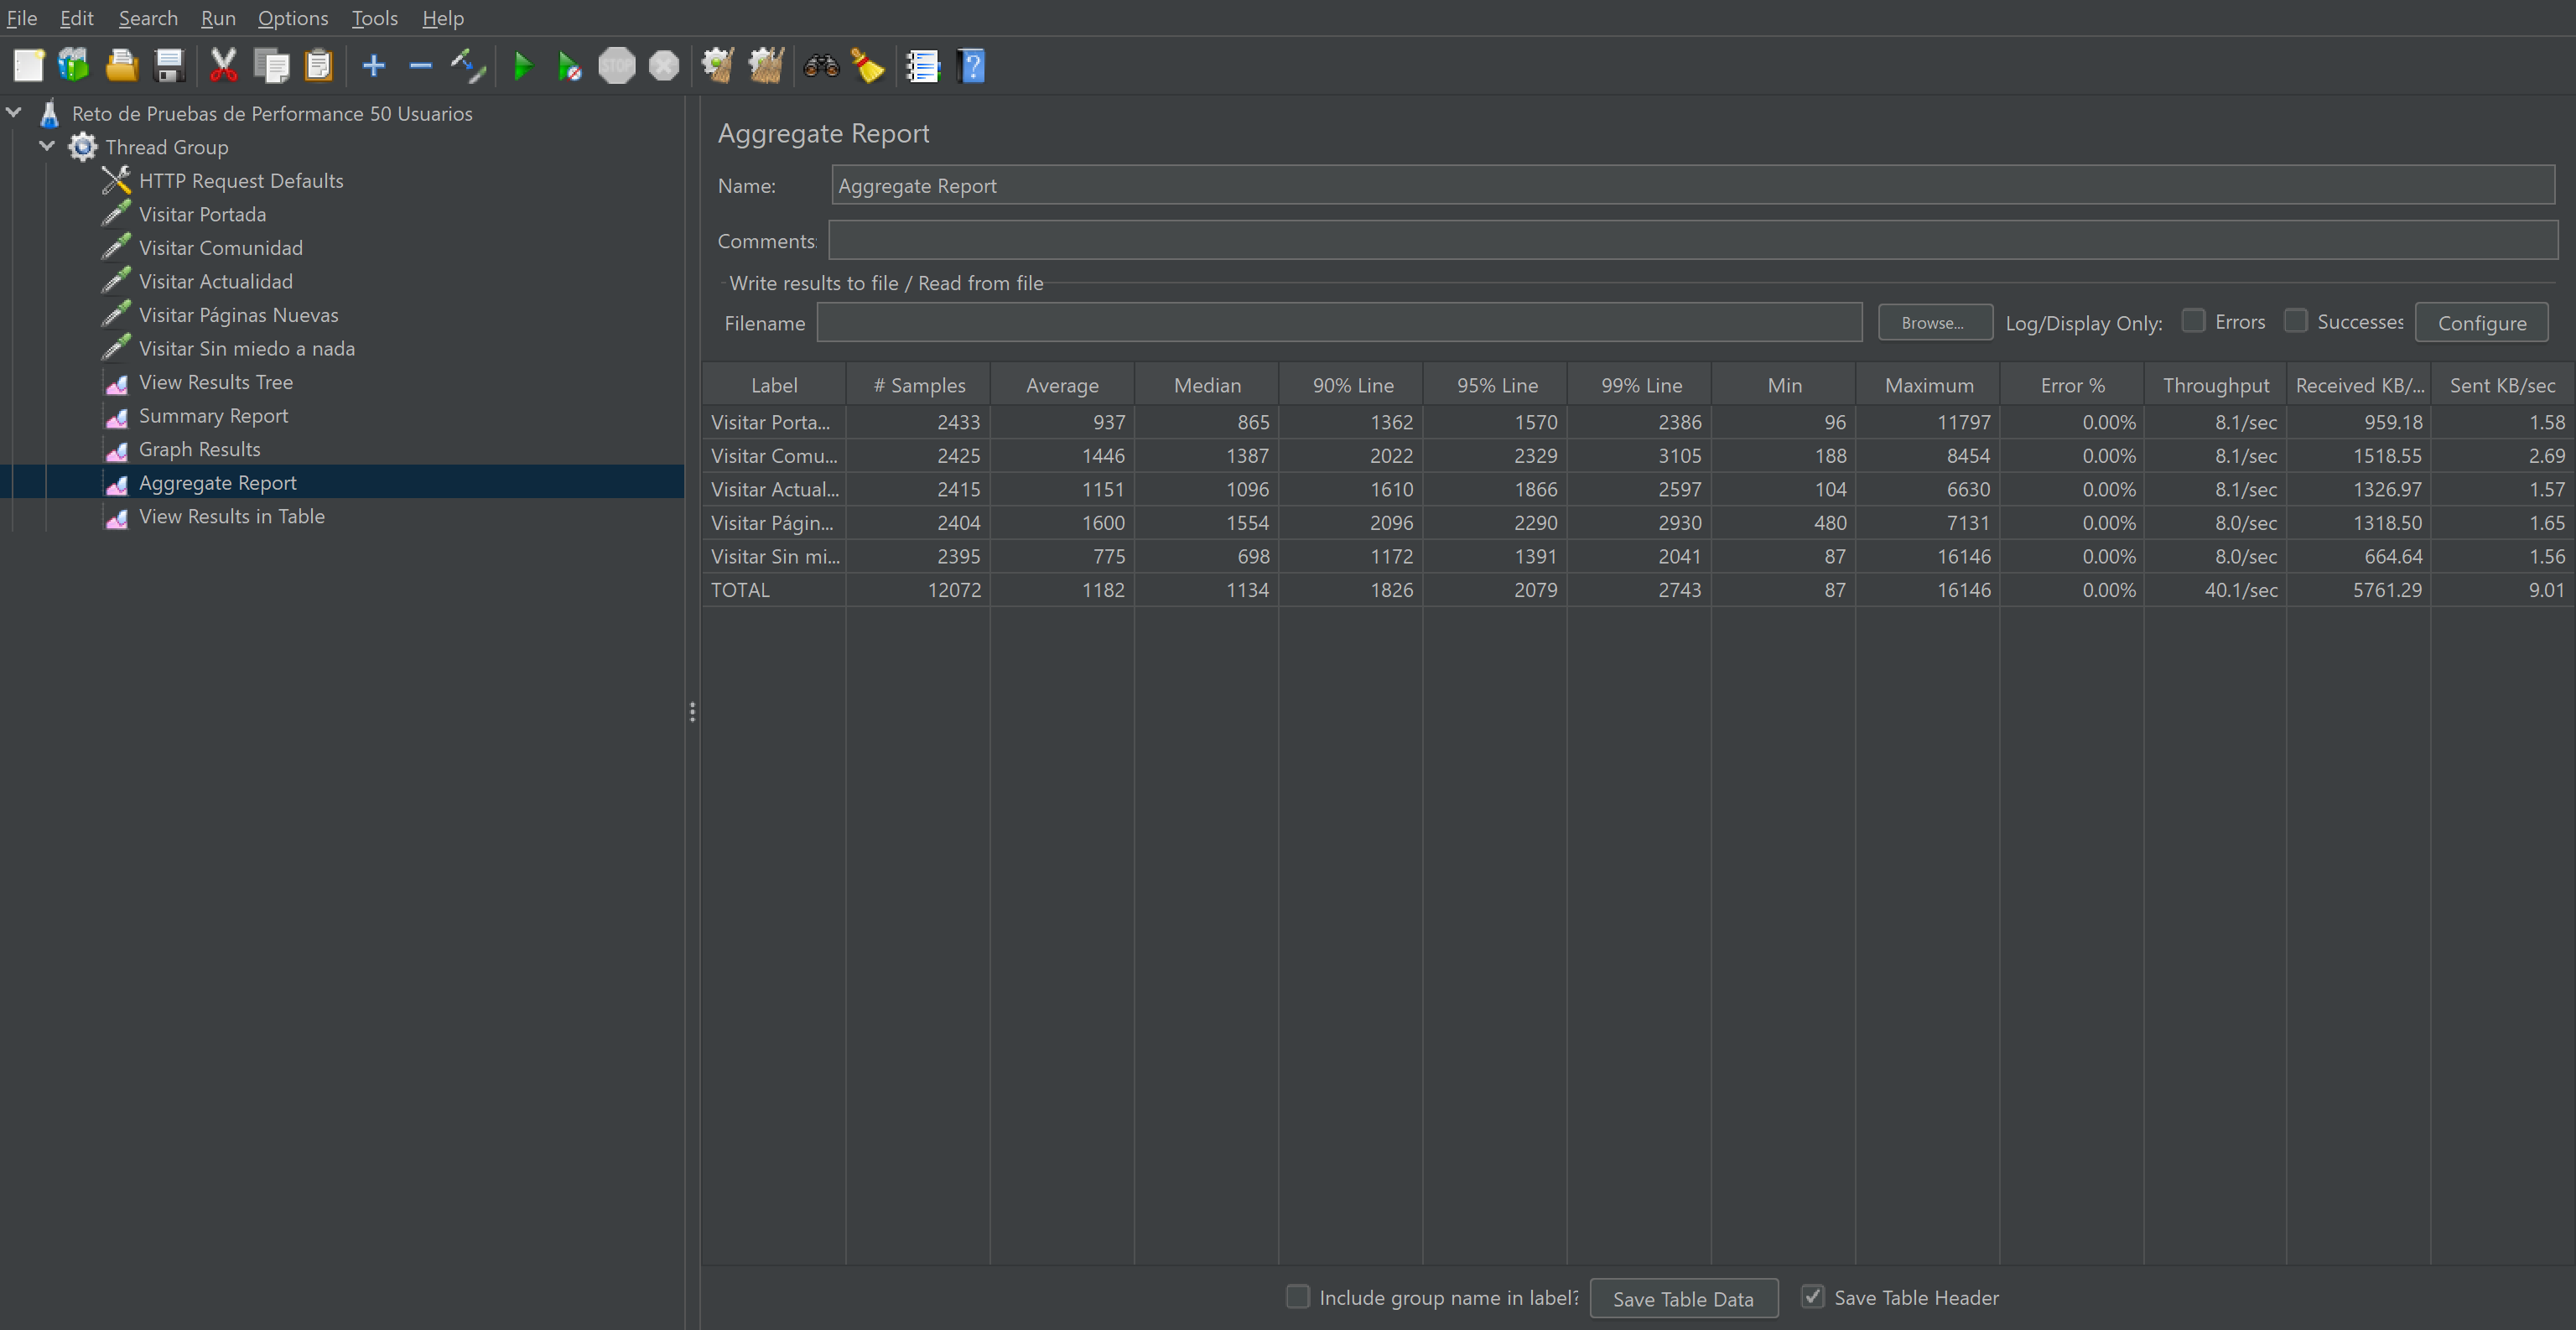 File Edit Search Run Options Tools Help
STOP
Reto de Pruebas de Performance 50 Usuarios
Thread Group
HTTP Request Defaults
Visitar Portada
Visitar Comunidad
Visitar Actualidad
Visitar Páginas Nuevas
Visitar Sin miedo a nada
View Results Tree
Summary Report
Graph Results
Aggregate Report
View Results in Table
Aggregate Report
Name: Aggregate Report
Comments:
Write results to file / Read from file
Filename Browse... Log/Display Only: Errors Successes Configure
Label # Samples Average Median 90% Line 95% Line 99% Line Min Maximum Error % Throughput Received KB/... Sent KB/sec
Visitar Porta... 2433 937 865 1362 1570 2386 96 11797 0.00% 8.1/sec 959.18 1.58
Visitar Comu... 2425 1446 1387 2022 2329 3105 188 8454 0.00% 8.1/sec 1518.55 2.69
Visitar Actual... 2415 1151 1096 1610 1866 2597 104 6630 0.00% 8.1/sec 1326.97 1.57
Visitar Págin... 2404 1600 1554 2096 2290 2930 480 7131 0.00% 8.0/sec 1318.50 1.65
Visitar Sin mi... 2395 775 698 1172 1391 2041 87 16146 0.00% 8.0/sec 664.64 1.56
TOTAL 12072 1182 1134 1826 2079 2743 87 16146 0.00% 40.1/sec 5761.29 9.01
Include group name in label? Save Table Data Save Table Header